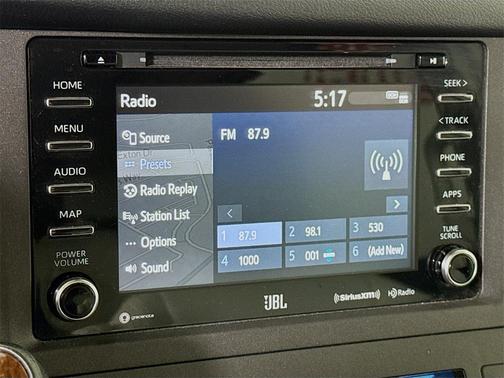 HOME
SEEK >
Radio 5:17
MENU
< TRACK
Source
FM 87.9
Exton Dr
Presets
AUDIO
PHONE
Radio Replay
MAP
APPS
Station List
1 87.9 2 98.1 3 530
Options
4 1000 5 001 6 (Add New)
Sound
POWER
VOLUME
TUNE
SCROLL
gracenote
JBL
((SiriusXM))
HD Radio